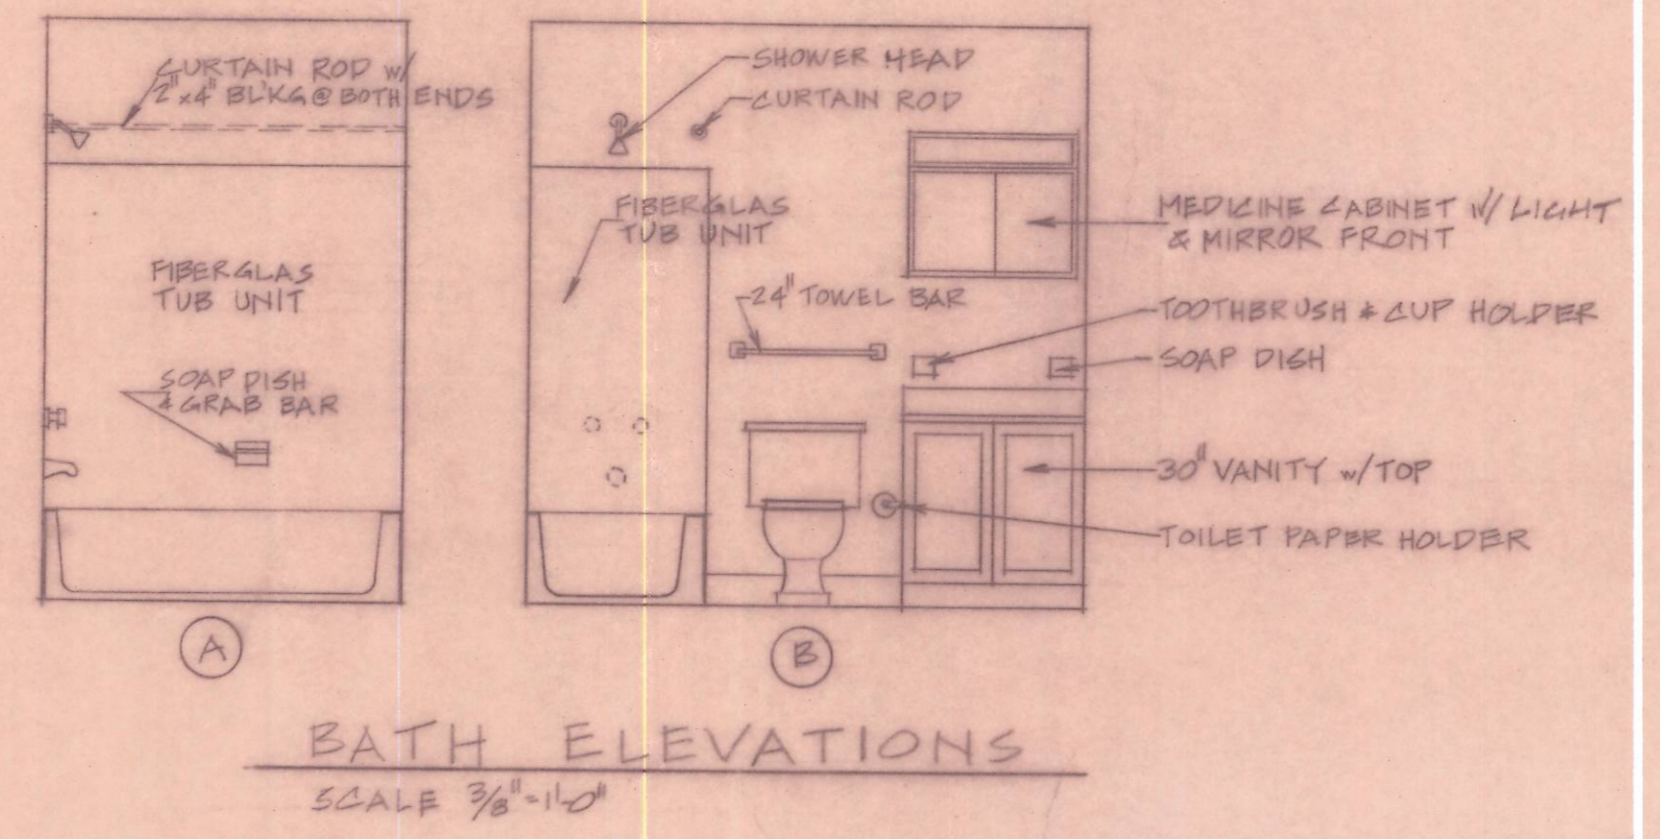 CURTAIN ROD W/
2"x4" BL'KG @ BOTH ENDS
FIBERGLAS
TUB UNIT
SOAP DISH
& GRAB BAR
A
SHOWER HEAD
CURTAIN ROD
FIBERGLAS
TUB UNIT
24" TOWEL BAR
MEDICINE CABINET W/ LIGHT
& MIRROR FRONT
TOOTHBRUSH & CUP HOLDER
SOAP DISH
30" VANITY w/TOP
TOILET PAPER HOLDER
B
BATH ELEVATIONS
SCALE 3/8"=1'-0"